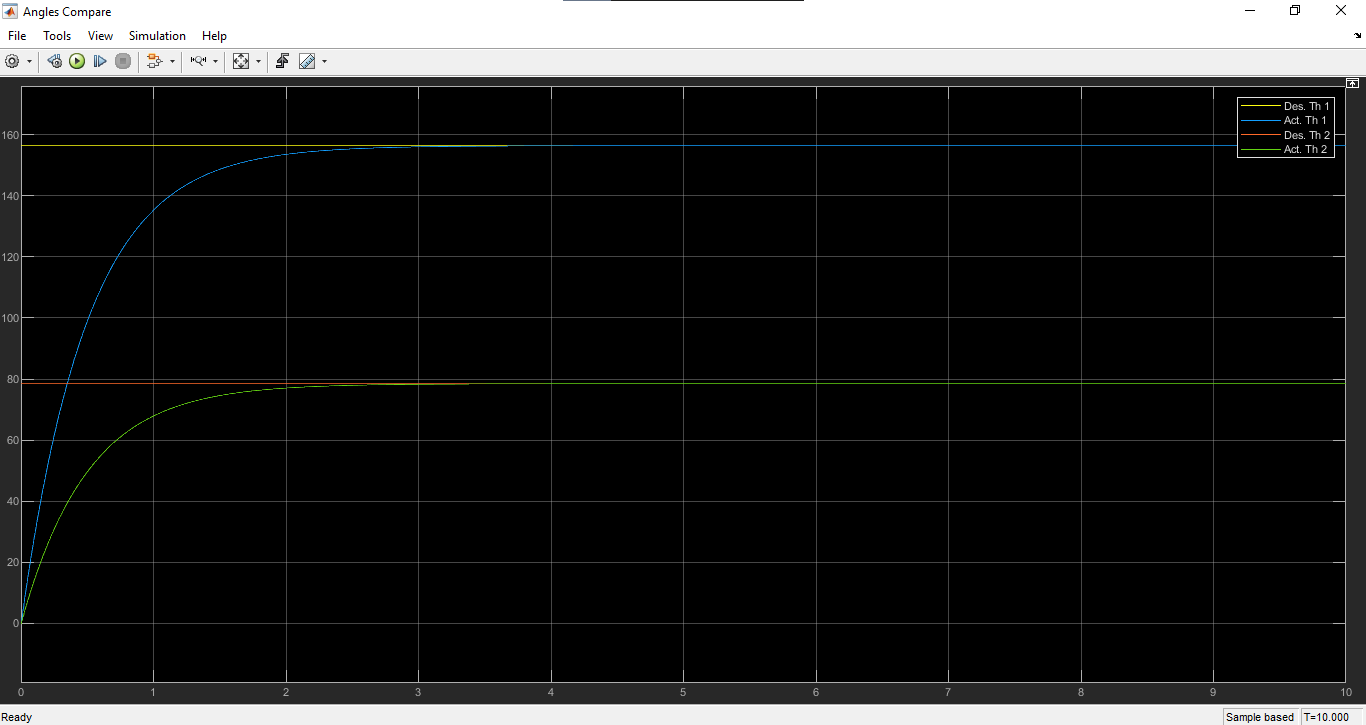 Angles Compare
File Tools View Simulation Help
Des. Th 1
Act. Th 1
Des. Th 2
Act. Th 2
160
140
120
100
80
60
40
20
0
0 1 2 3 4 5 6 7 8 9 10
Ready Sample based T=10.000